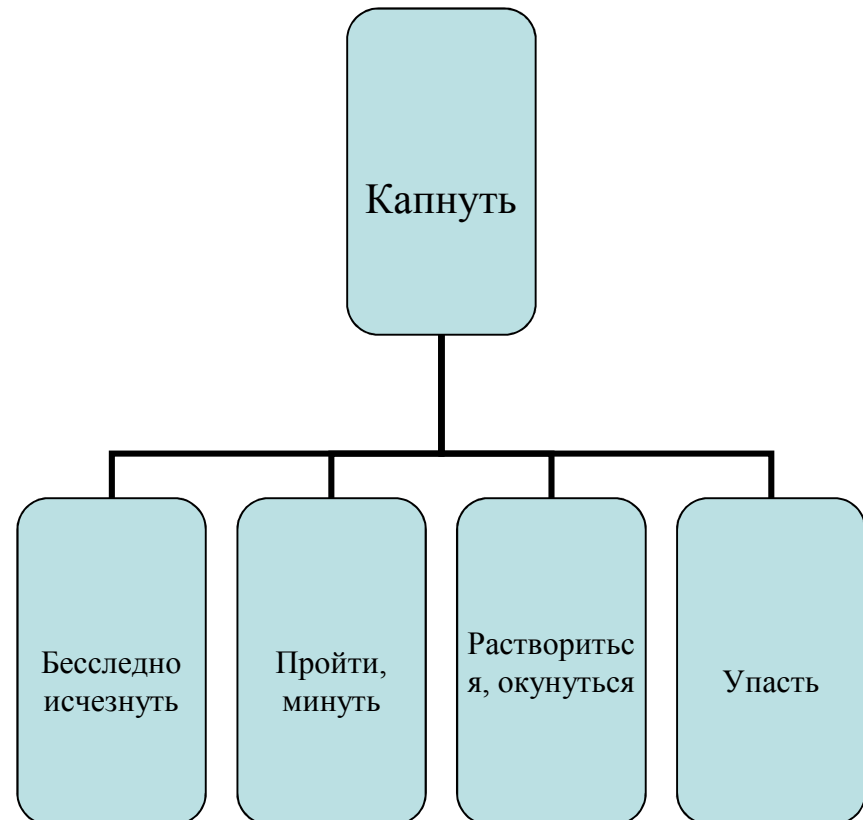 Капнуть
Бесследно
исчезнуть
Пройти,
минуть
Растворитьс
я, окунуться
Упасть